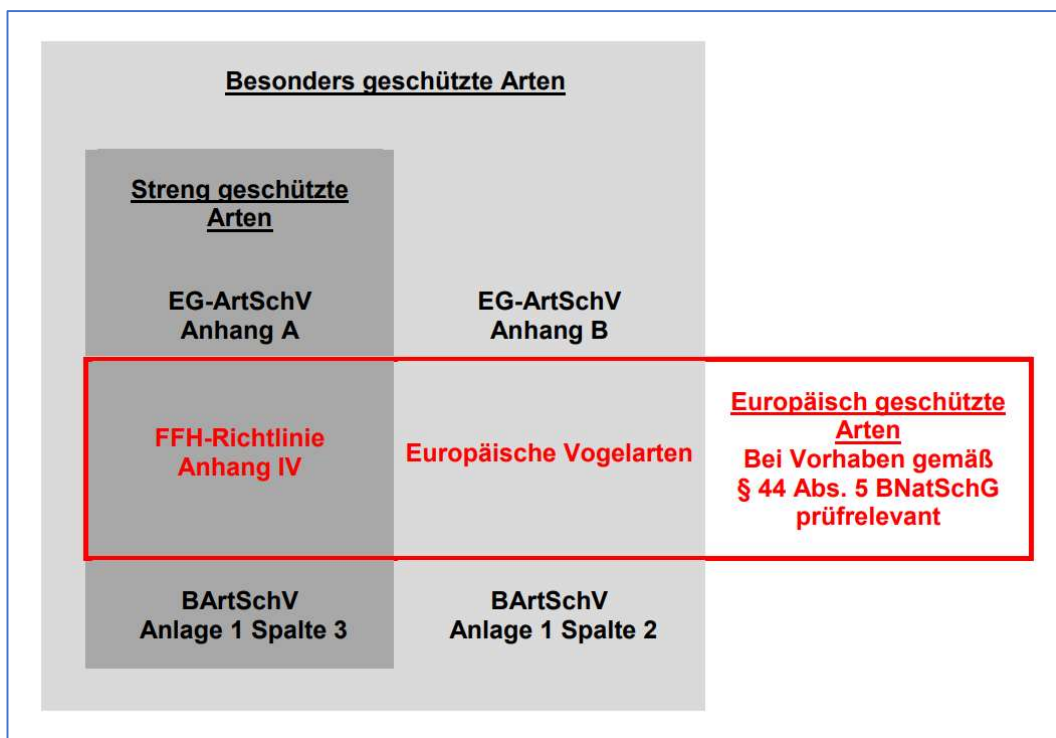 Besonders geschützte Arten
Streng geschützte
Arten
EG-ArtSchV
Anhang A
EG-ArtSchV
Anhang B
FFH-Richtlinie
Anhang IV
Europäische Vogelarten
Europäisch geschützte
Arten
Bei Vorhaben gemäß
§ 44 Abs. 5 BNatSchG
prüfrelevant
BArtSchV
Anlage 1 Spalte 3
BArtSchV
Anlage 1 Spalte 2